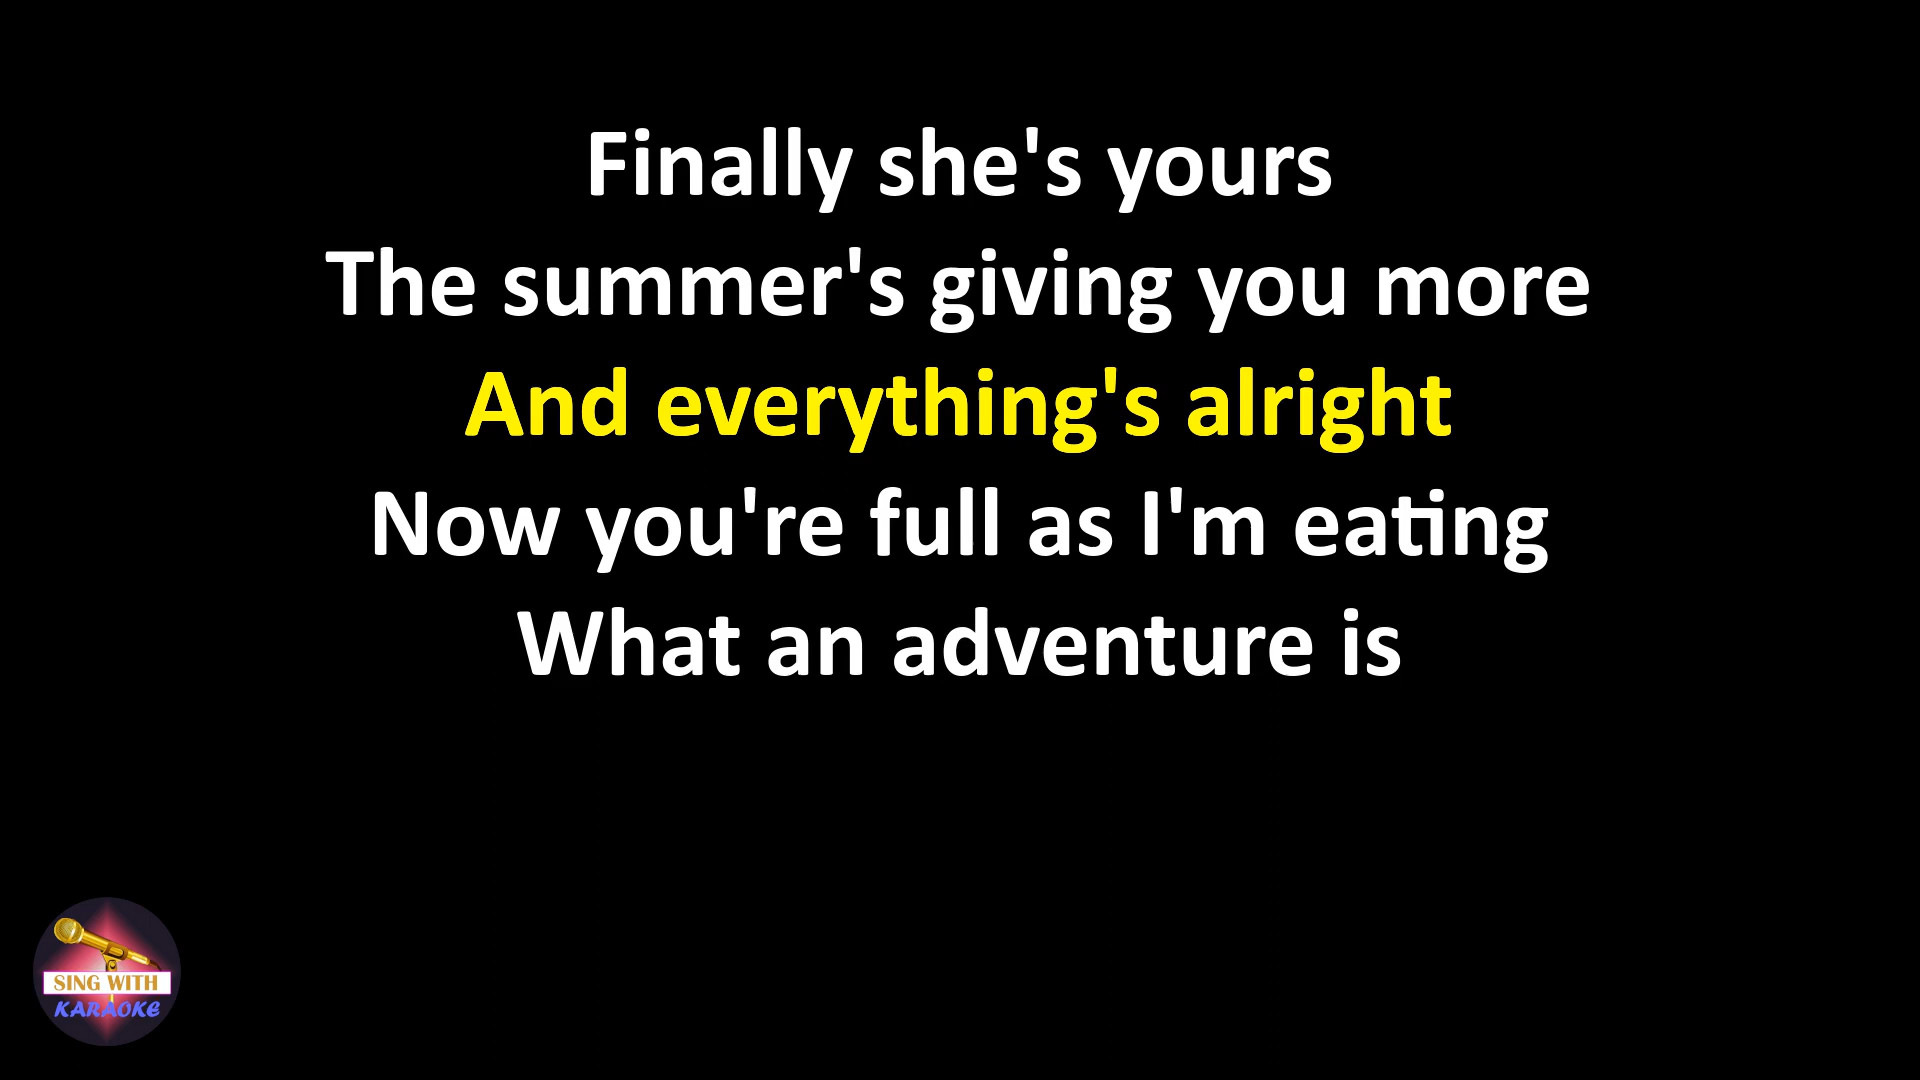 Finally she's yours
The summer's giving you more
And everything's alright
Now you're full as I'm eating
What an adventure is
SING WITH
KARAOKE